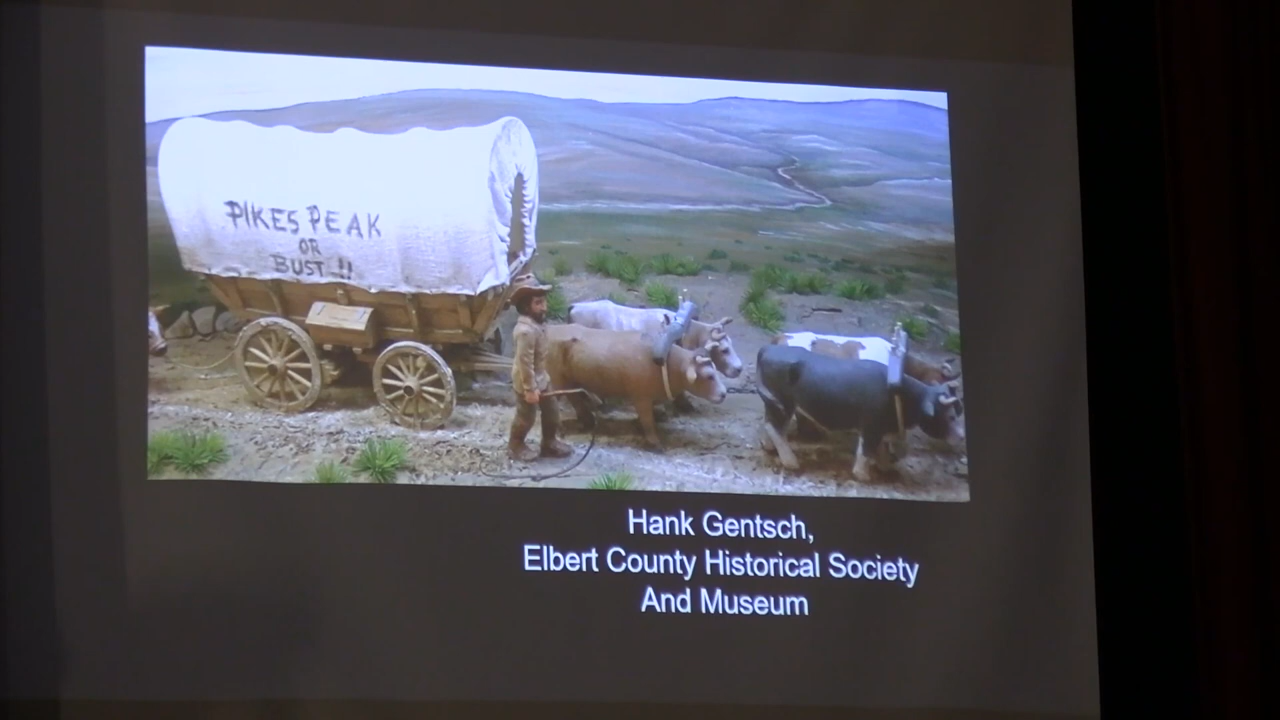 PIKES PEAK
OR
BUST !!
Hank Gentsch,
Elbert County Historical Society
And Museum